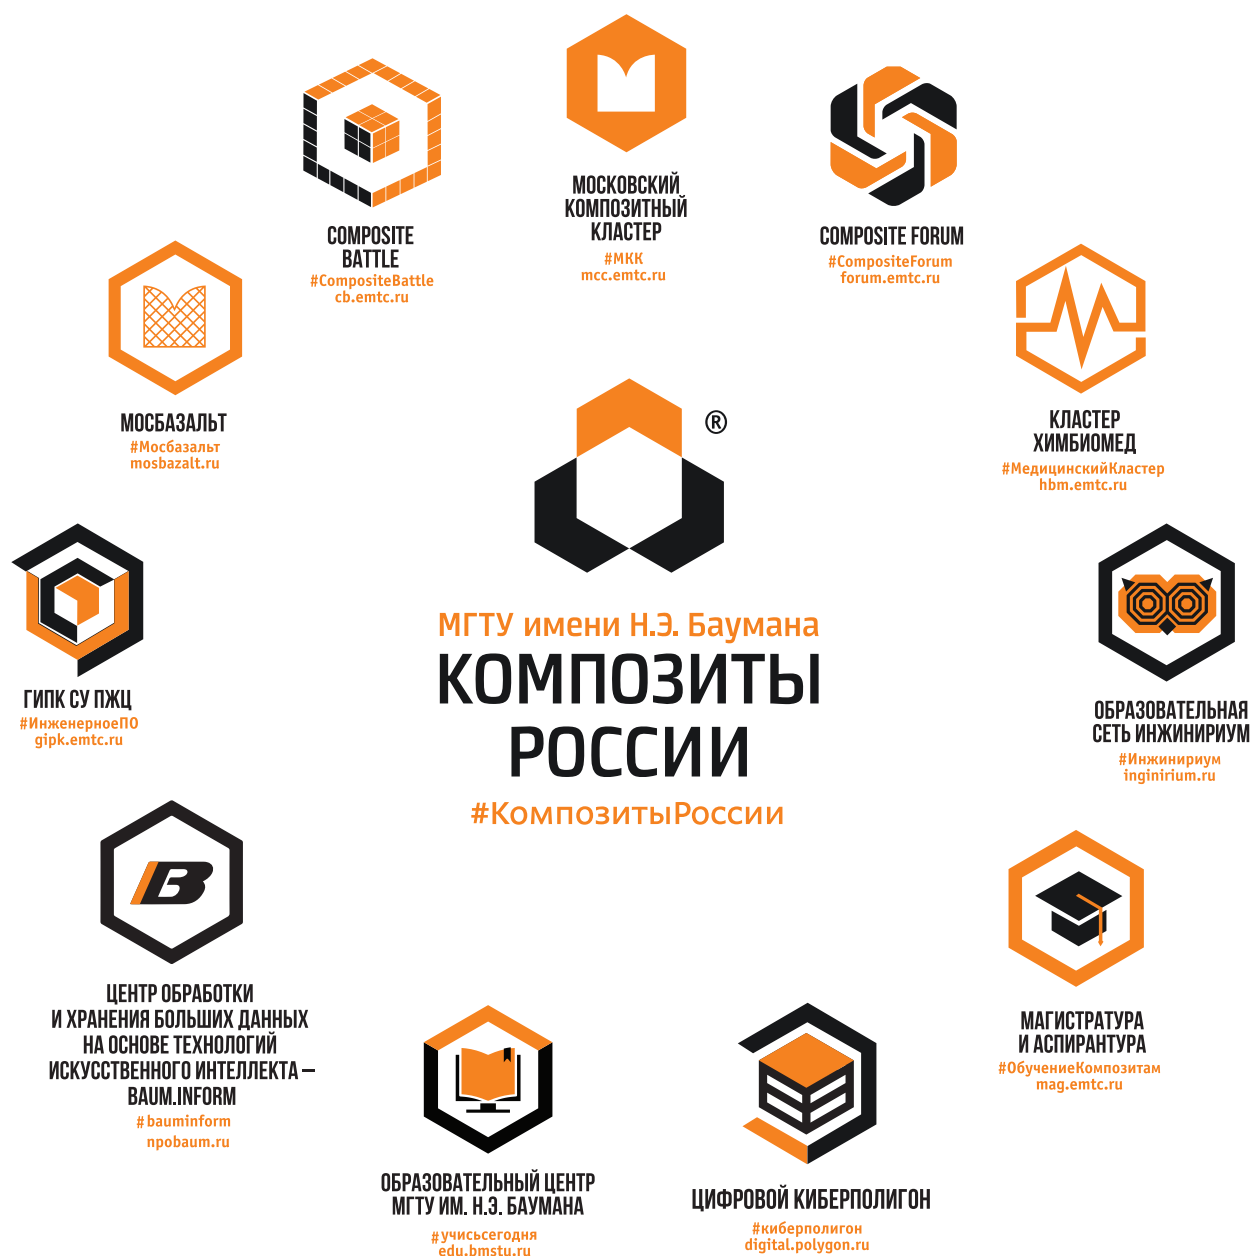 МОСКОВСКИЙ
КОМПОЗИТНЫЙ
КЛАСТЕР
#МКК
mcc.emtc.ru
COMPOSITE
BATTLE
#CompositeBattle
cb.emtc.ru
COMPOSITE FORUM
#CompositeForum
forum.emtc.ru
МОСБАЗАЛЬТ
#Мосбазальт
mosbazalt.ru
КЛАСТЕР
ХИМБИОМЕД
#МедицинскийКластер
hbm.emtc.ru
®
МГТУ имени Н.Э. Баумана
КОМПОЗИТЫ
РОССИИ
#КомпозитыРоссии
ГИПК СУ ПЖЦ
#ИнженерноеПО
gipk.emtc.ru
ОБРАЗОВАТЕЛЬНАЯ
СЕТЬ ИНЖИНИРИУМ
#Инжинириум
inginirium.ru
B
ЦЕНТР ОБРАБОТКИ
И ХРАНЕНИЯ БОЛЬШИХ ДАННЫХ
НА ОСНОВЕ ТЕХНОЛОГИЙ
ИСКУССТВЕННОГО ИНТЕЛЛЕКТА –
BAUM.INFORM
#bauminform
npobaum.ru
МАГИСТРАТУРА
И АСПИРАНТУРА
#ОбучениеКомпозитам
mag.emtc.ru
ОБРАЗОВАТЕЛЬНЫЙ ЦЕНТР
МГТУ ИМ. Н.Э. БАУМАНА
#учисьсегодня
edu.bmstu.ru
ЦИФРОВОЙ КИБЕРПОЛИГОН
#киберполигон
digital.polygon.ru